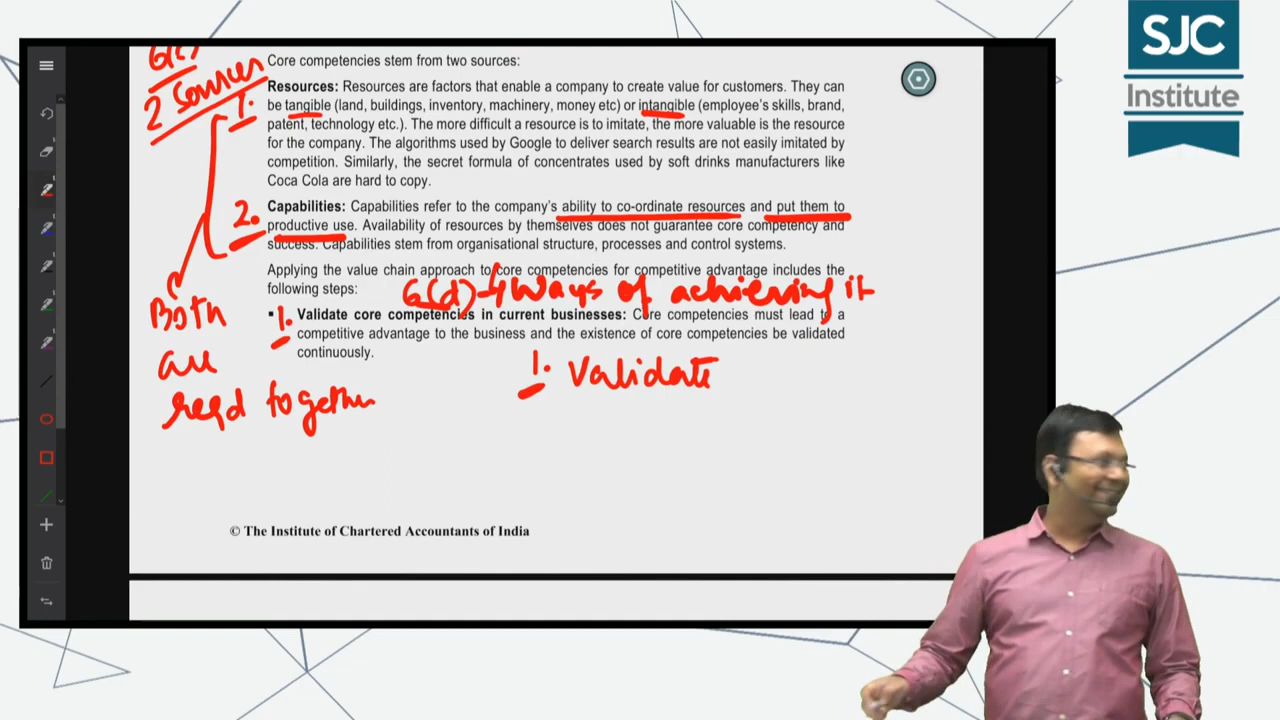 6(c)
2 Sources
Core competencies stem from two sources:
1.
Resources: Resources are factors that enable a company to create value for customers. They can
be tangible (land, buildings, inventory, machinery, money etc) or intangible (employee's skills, brand,
patent, technology etc.). The more difficult a resource is to imitate, the more valuable is the resource
for the company. The algorithms used by Google to deliver search results are not easily imitated by
competition. Similarly, the secret formula of concentrates used by soft drinks manufacturers like
Coca Cola are hard to copy.
2.
Capabilities: Capabilities refer to the company's ability to co-ordinate resources and put them to
productive use. Availability of resources by themselves does not guarantee core competency and
success. Capabilities stem from organisational structure, processes and control systems.
Both
are
read together
Applying the value chain approach to core competencies for competitive advantage includes the
following steps:
6(d) - 4 Ways of achieving it
1.
▪ Validate core competencies in current businesses: Core competencies must lead to a
competitive advantage to the business and the existence of core competencies be validated
continuously.
1. Validate
© The Institute of Chartered Accountants of India
SJC
Institute